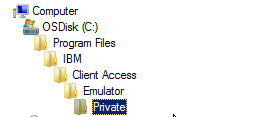 Computer
OSDisk (C:)
Program Files
IBM
Client Access
Emulator
Private